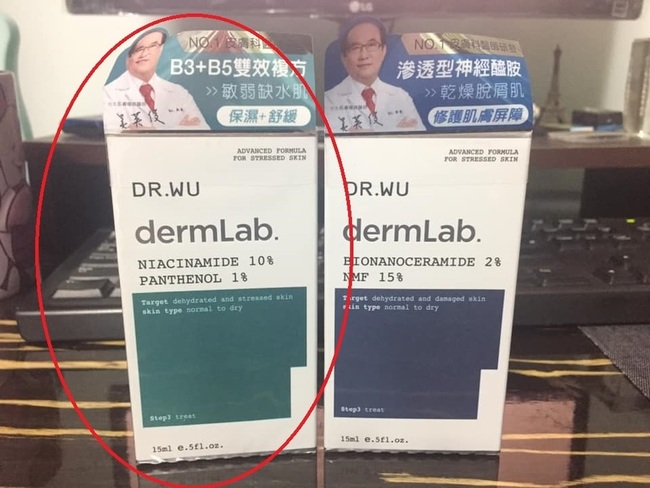 NO.1 皮膚科醫
B3+B5雙效複方
>> 敏弱缺水肌
保濕+舒緩
ADVANCED FORMULA
FOR STRESSED SKIN
DR.WU
dermLab.
NIACINAMIDE 10%
PANTHENOL 1%
Target dehydrated and stressed skin
skin type normal to dry
Step3 treat
15ml e.5fl.oz.
NO.1 皮膚科醫師研發
滲透型神經醯胺
>> 乾燥脫屑肌
修護肌膚屏障
ADVANCED FORMULA
FOR STRESSED SKIN
DR.WU
dermLab.
BIONANOCERAMIDE 2%
NMF 15%
Target dehydrated and damaged skin
skin type normal to dry
Step3 treat
15ml e.5fl.oz.
LG